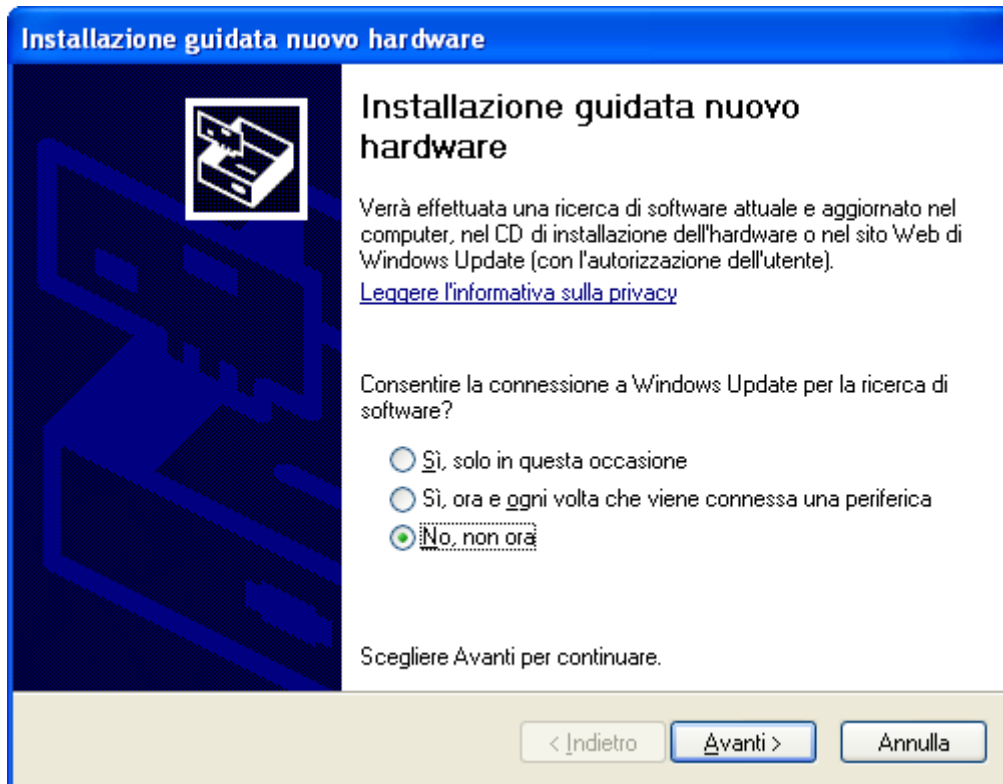 Installazione guidata nuovo hardware
Installazione guidata nuovo
hardware
Verrà effettuata una ricerca di software attuale e aggiornato nel
computer, nel CD di installazione dell'hardware o nel sito Web di
Windows Update (con l'autorizzazione dell'utente).
Leggere l'informativa sulla privacy
Consentire la connessione a Windows Update per la ricerca di
software?
Sì, solo in questa occasione
Sì, ora e ogni volta che viene connessa una periferica
No, non ora
Scegliere Avanti per continuare.
< Indietro
Avanti >
Annulla